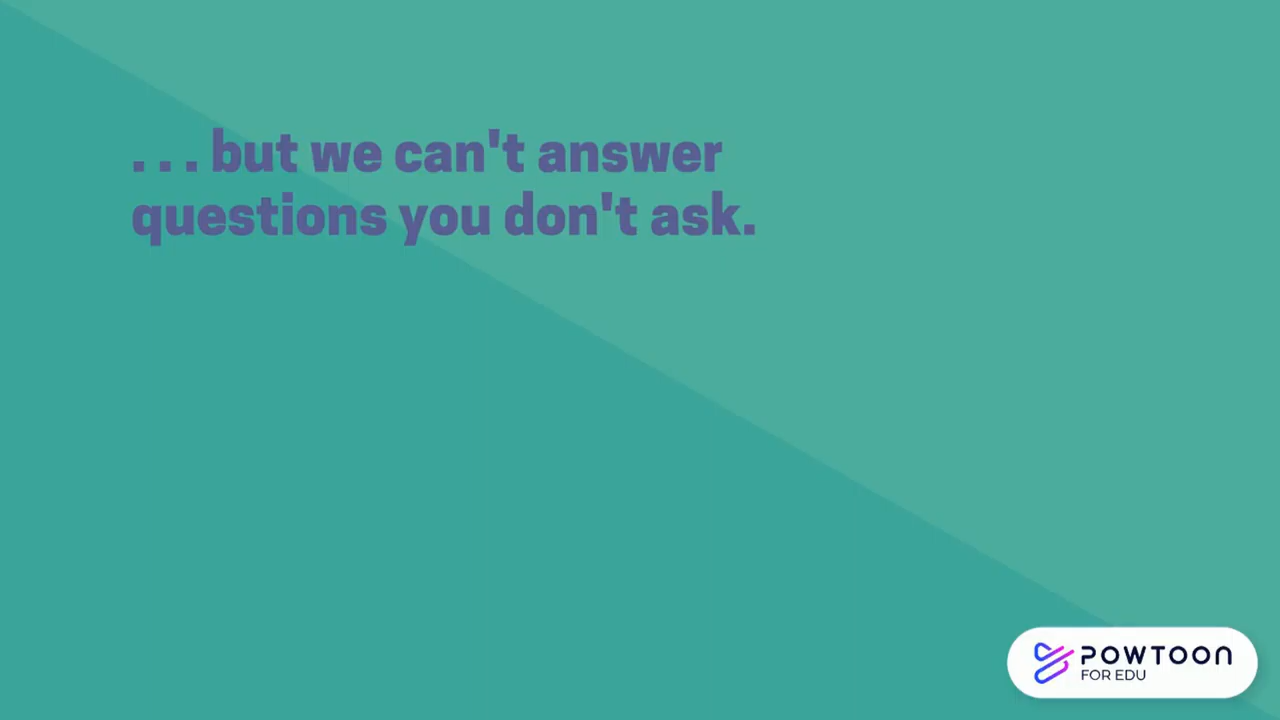 . . . but we can't answer
questions you don't ask.
POWTOON
FOR EDU